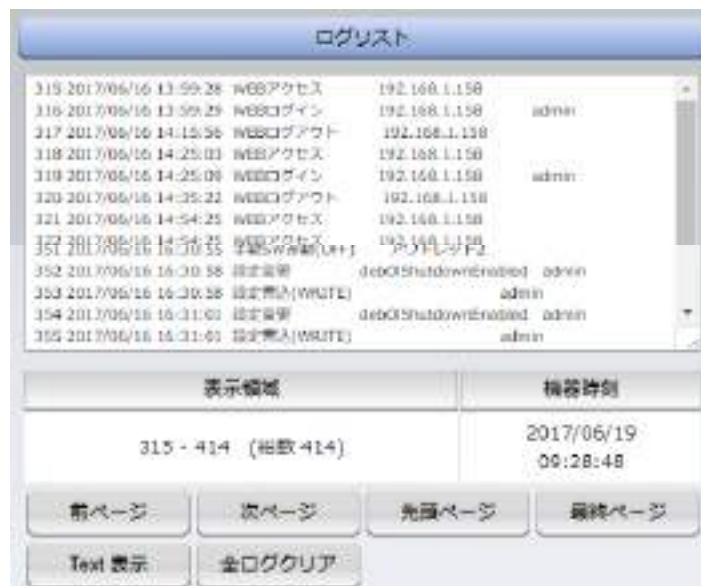 ログリスト
315 2017/06/16 13:59:28 WEBアクセス 192.168.1.158
316 2017/06/16 13:59:29 WEBログイン 192.168.1.158 admin
317 2017/06/16 14:15:56 WEBログアウト 192.168.1.158
318 2017/06/16 14:25:03 WEBアクセス 192.168.1.158
319 2017/06/16 14:25:09 WEBログイン 192.168.1.158 admin
320 2017/06/16 14:35:22 WEBログアウト 192.168.1.158
321 2017/06/16 14:54:25 WEBアクセス 192.168.1.158
352 2017/06/16 16:30:58 設定変更 debOlShutdownEnabled admin
353 2017/06/16 16:30:58 設定書込(WRITE) admin
354 2017/06/16 16:31:01 設定変更 debOlShutdownEnabled admin
355 2017/06/16 16:31:01 設定書込(WRITE) admin
表示領域 機器時刻
315 - 414 (総数 414) 2017/06/19
09:28:48
前ページ 次ページ 先頭ページ 最終ページ
Text 表示 全ログクリア